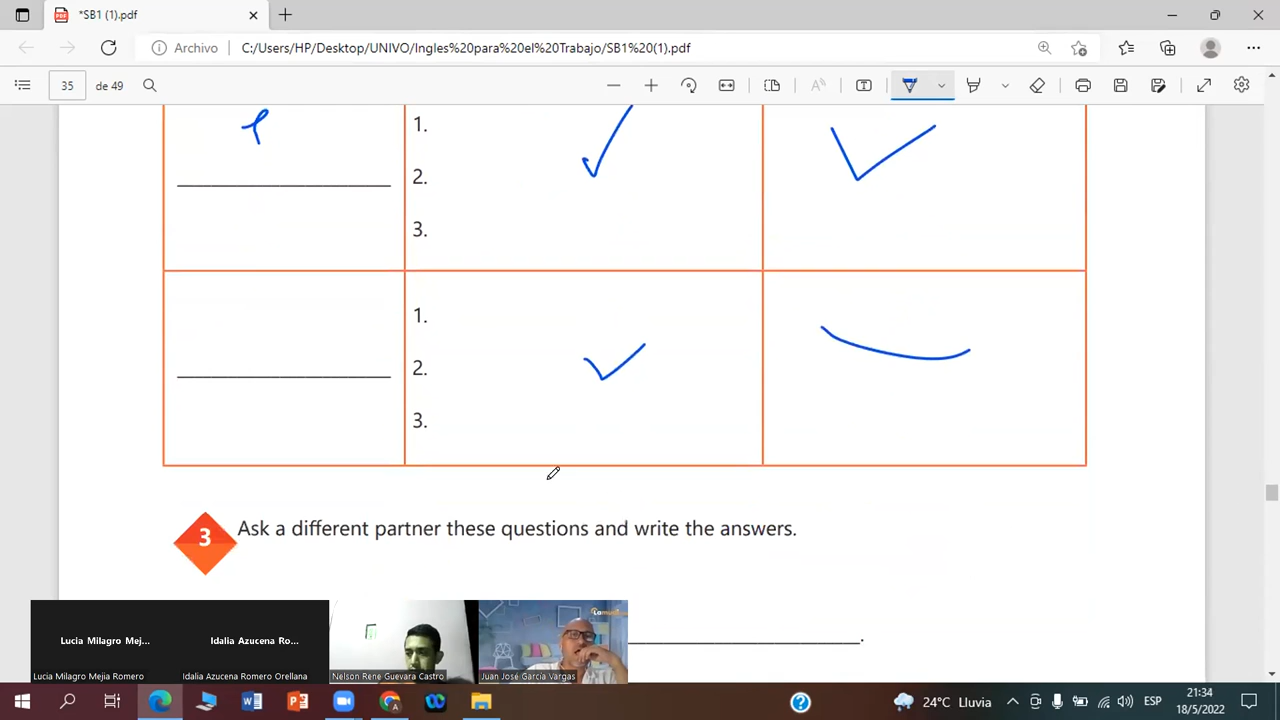 *SB1 (1).pdf
Archivo
C:/Users/HP/Desktop/UNIVO/Ingles%20para%20el%20Trabajo/SB1%20(1).pdf
35
de 49
1.
2.
3.
1.
2.
3.
3
Ask a different partner these questions and write the answers.
Lucia Milagro Mej...
Idalia Azucena Ro...
Lucia Milagro Mejia Romero
Idalia Azucena Romero Orellana
Nelson Rene Guevara Castro
Juan José García Vargas
24°C Lluvia
ESP
21:34
18/5/2022